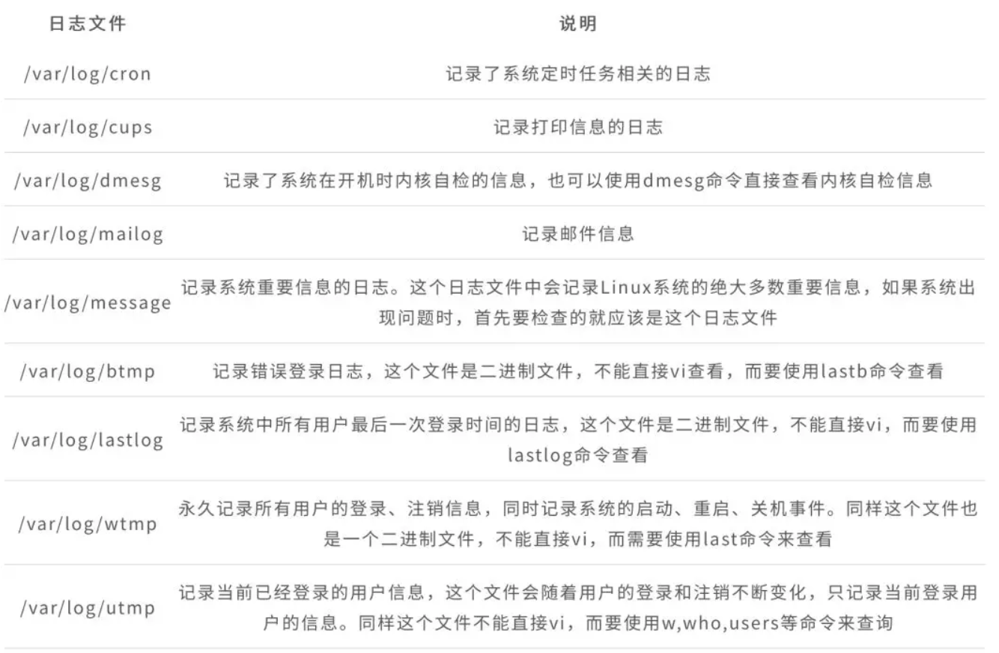 日志文件 说明
/var/log/cron 记录了系统定时任务相关的日志
/var/log/cups 记录打印信息的日志
/var/log/dmesg 记录了系统在开机时内核自检的信息，也可以使用dmesg命令直接查看内核自检信息
/var/log/mailog 记录邮件信息
/var/log/message 记录系统重要信息的日志。这个日志文件中会记录Linux系统的绝大多数重要信息，如果系统出
现问题时，首先要检查的就应该是这个日志文件
/var/log/btmp 记录错误登录日志，这个文件是二进制文件，不能直接vi查看，而要使用lastb命令查看
/var/log/lastlog 记录系统中所有用户最后一次登录时间的日志，这个文件是二进制文件，不能直接vi，而要使用
lastlog命令查看
/var/log/wtmp 永久记录所有用户的登录、注销信息，同时记录系统的启动、重启、关机事件。同样这个文件也
是一个二进制文件，不能直接vi，而需要使用last命令来查看
/var/log/utmp 记录当前已经登录的用户信息，这个文件会随着用户的登录和注销不断变化，只记录当前登录用
户的信息。同样这个文件不能直接vi，而要使用w,who,users等命令来查询